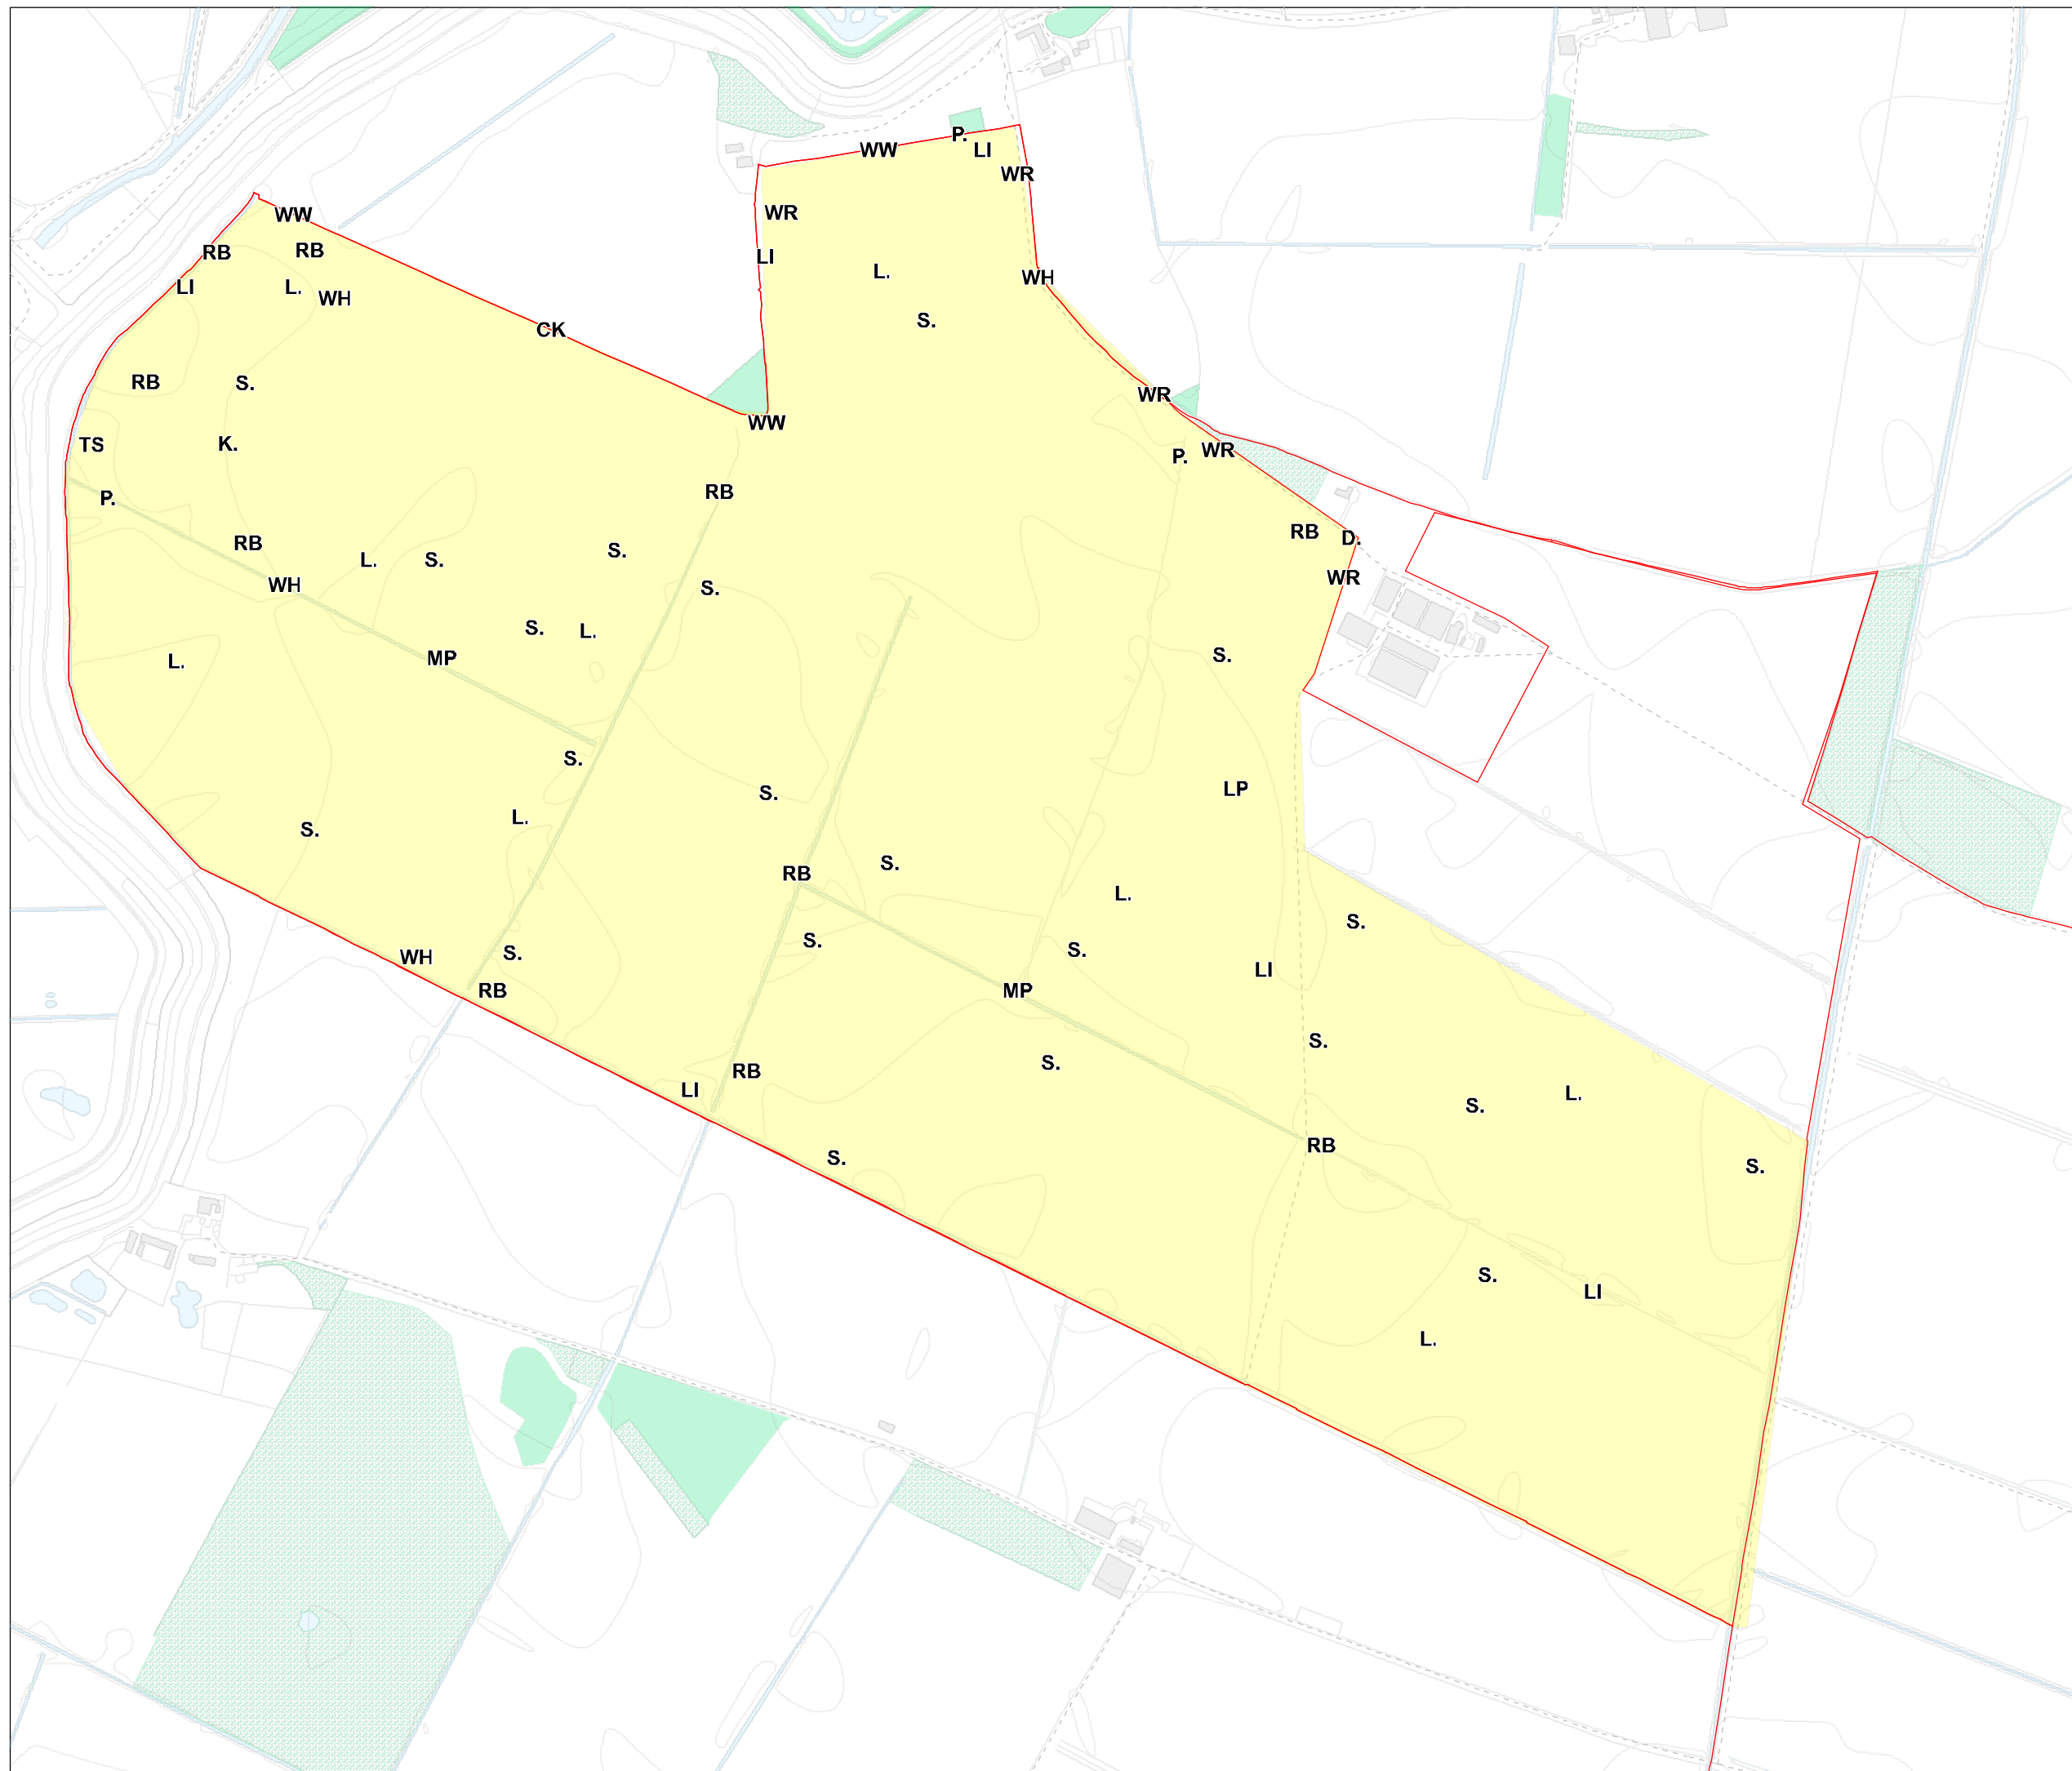 P.
WW
LI
WR
WR
WW
RB
RB
LI
L.
WH
L.
WH
LI
S.
CK
RB
S.
WR
WW
TS
K.
WR
P.
P.
RB
RB
D.
RB
L.
S.
S.
WR
WH
S.
S.
L.
S.
L.
MP
S.
S.
LP
L.
S.
S.
RB
L.
S.
S.
S.
WH
S.
LI
RB
MP
S.
S.
RB
LI
L.
S.
RB
S.
S.
S.
LI
L.